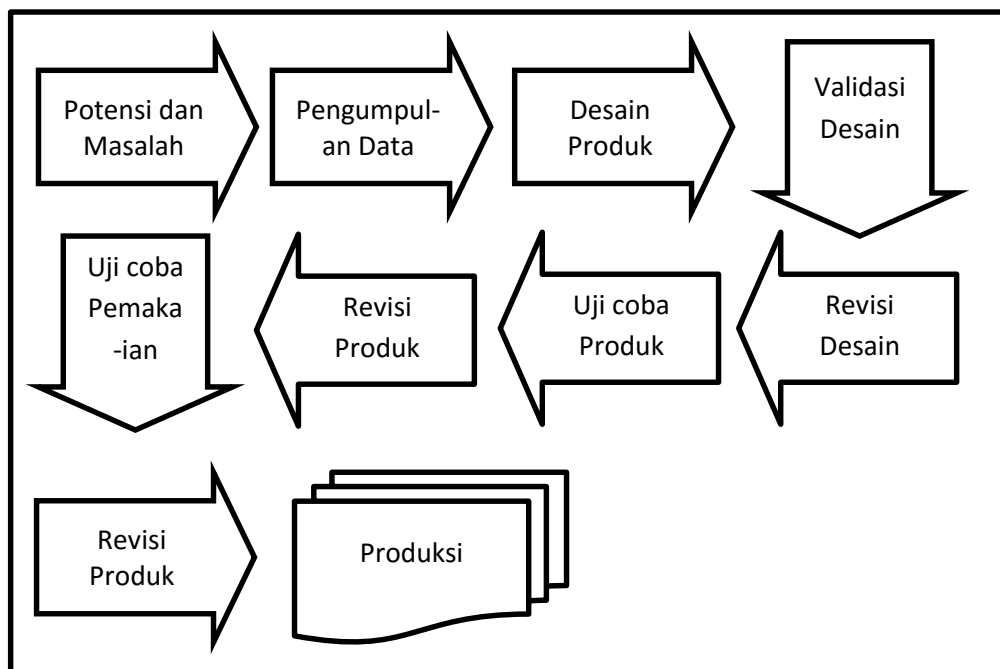 Potensi dan
Masalah
Pengumpul-
an Data
Desain
Produk
Validasi
Desain
Revisi
Desain
Uji coba
Produk
Revisi
Produk
Uji coba
Pemaka
-ian
Revisi
Produk
Produksi